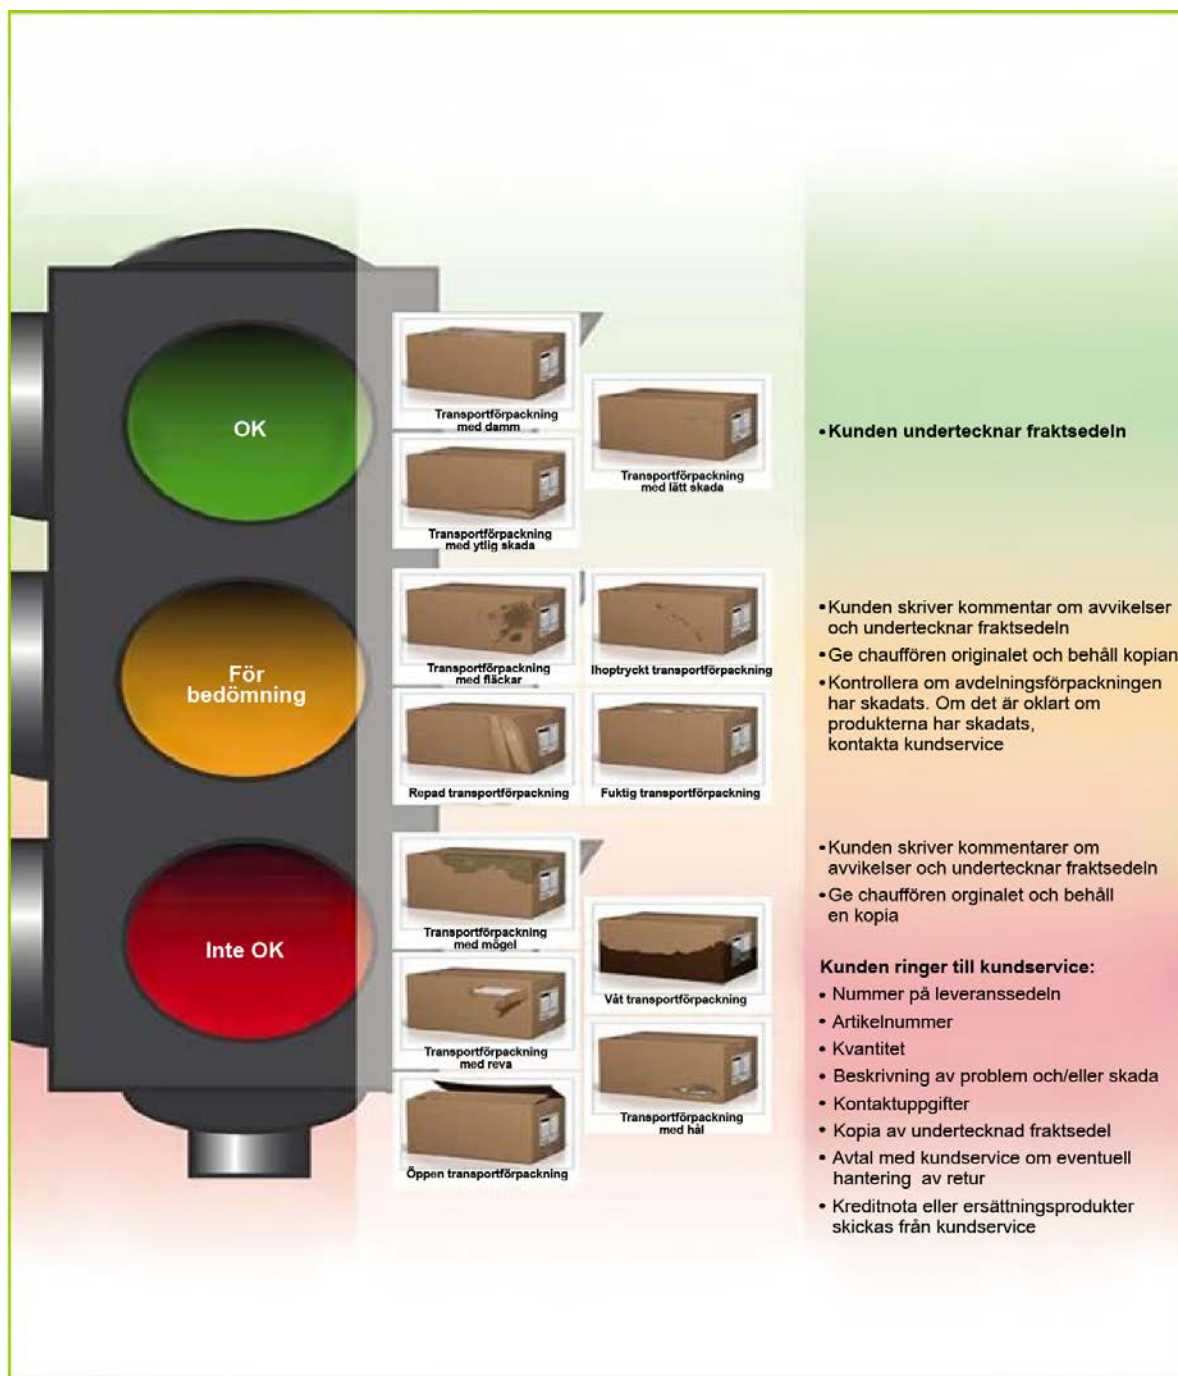 OK
Transportförpackning
med damm
Transportförpackning
med lätt skada
Transportförpackning
med ytlig skada
• Kunden undertecknar fraktsedeln
För
bedömning
Transportförpackning
med fläckar
Ihoptryckt transportförpackning
Repad transportförpackning
Fuktig transportförpackning
• Kunden skriver kommentar om avvikelser
och undertecknar fraktsedeln
• Ge chauffören originalet och behåll kopian
• Kontrollera om avdelningsförpackningen
har skadats. Om det är oklart om
produkterna har skadats,
kontakta kundservice
Inte OK
Transportförpackning
med mögel
Våt transportförpackning
Transportförpackning
med reva
Transportförpackning
med hål
Öppen transportförpackning
• Kunden skriver kommentarer om
avvikelser och undertecknar fraktsedeln
• Ge chauffören orginalet och behåll
en kopia
Kunden ringer till kundservice:
• Nummer på leveranssedeln
• Artikelnummer
• Kvantitet
• Beskrivning av problem och/eller skada
• Kontaktuppgifter
• Kopia av undertecknad fraktsedel
• Avtal med kundservice om eventuell
hantering av retur
• Kreditnota eller ersättningsprodukter
skickas från kundservice